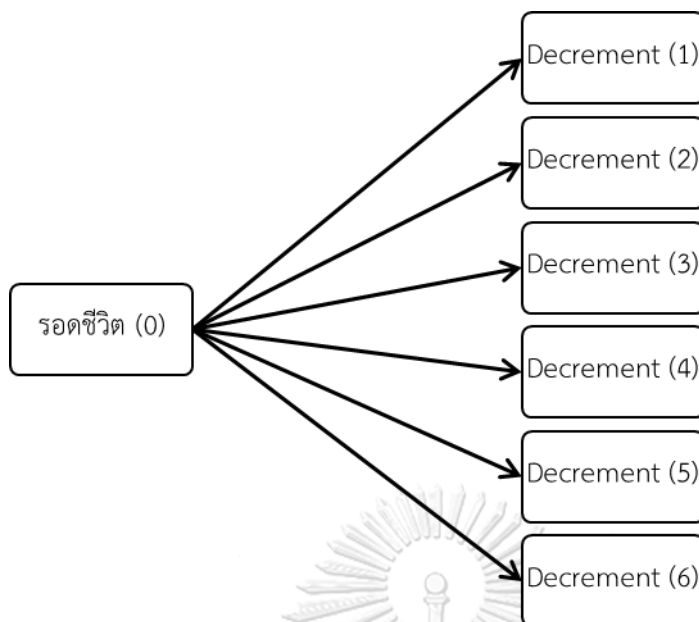 Decrement (1)
Decrement (2)
Decrement (3)
รอดชีวิต (0)
Decrement (4)
Decrement (5)
Decrement (6)